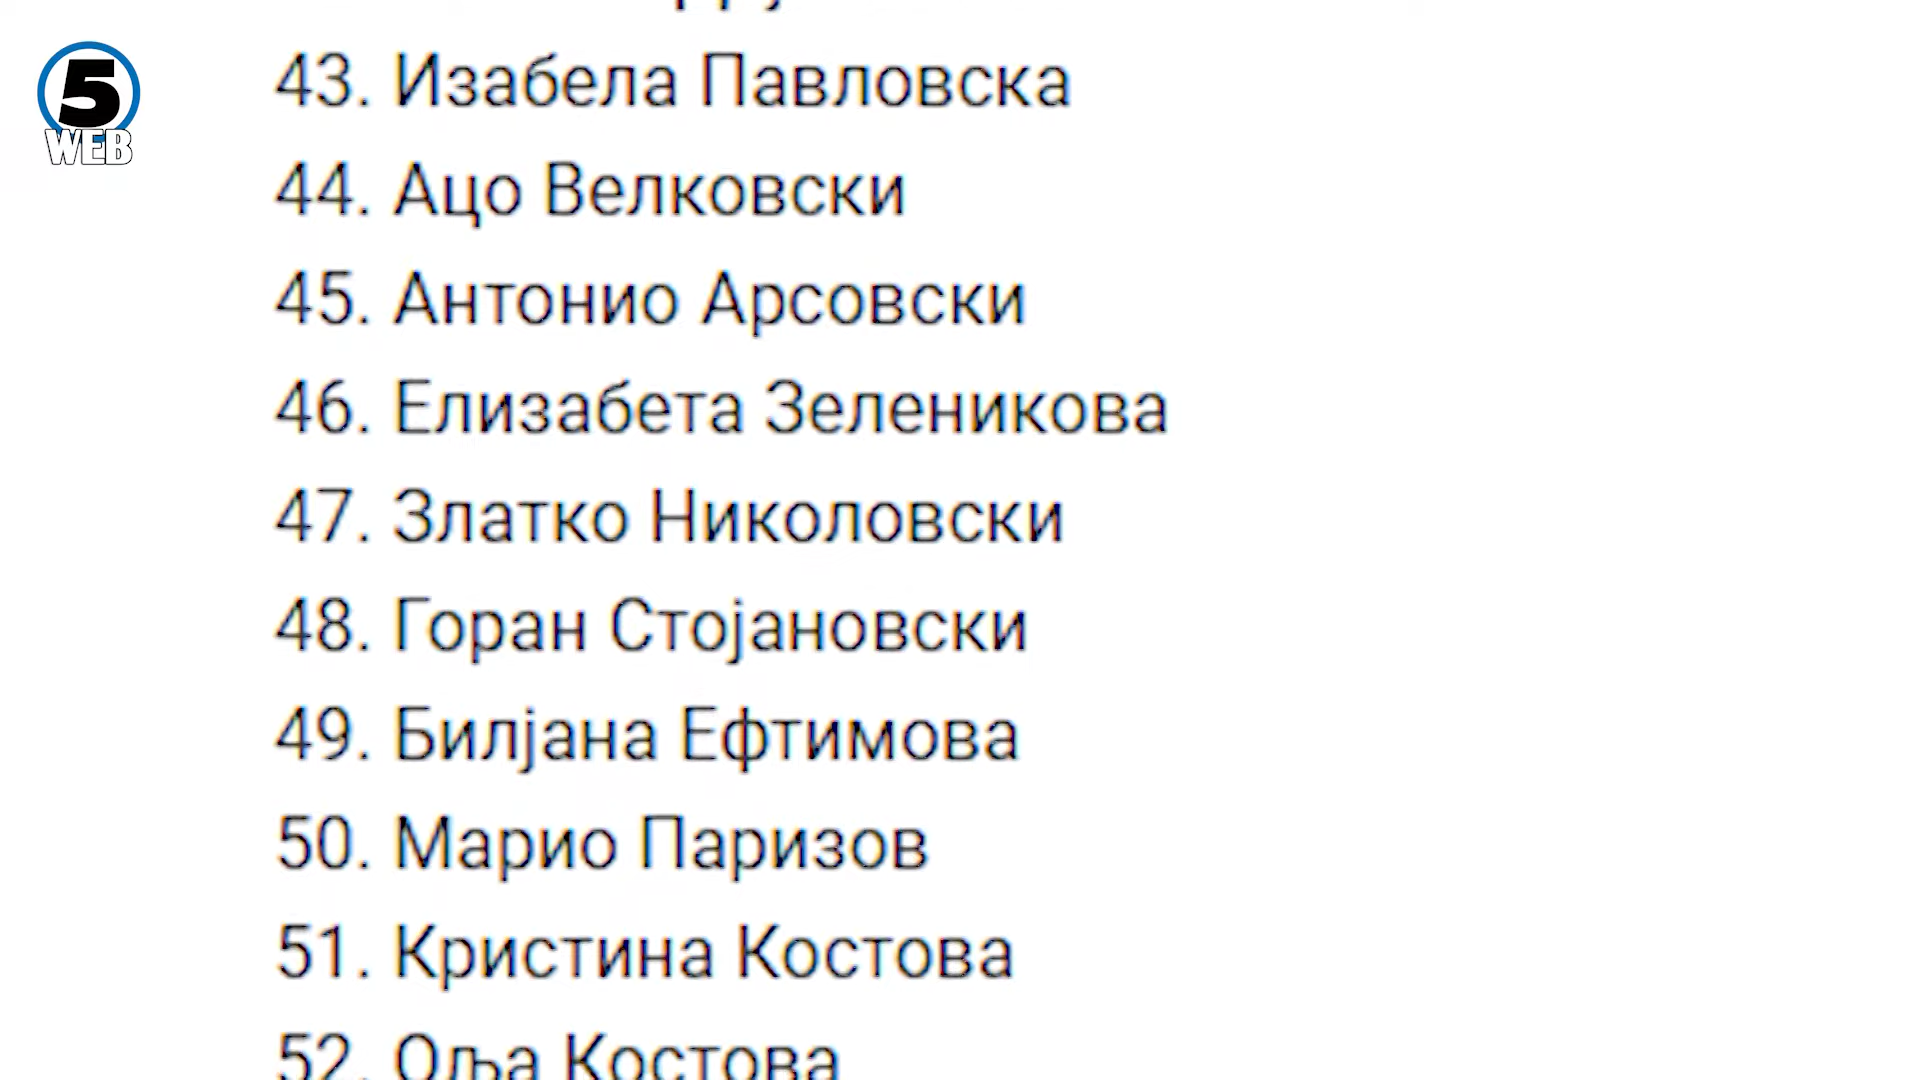 5
WEB
43. Изабела Павловска
44. Ацо Велковски
45. Антонио Арсовски
46. Елизабета Зеленикова
47. Златко Николовски
48. Горан Стојановски
49. Билјана Ефтимова
50. Марио Паризов
51. Кристина Костова
52. Оља Костова